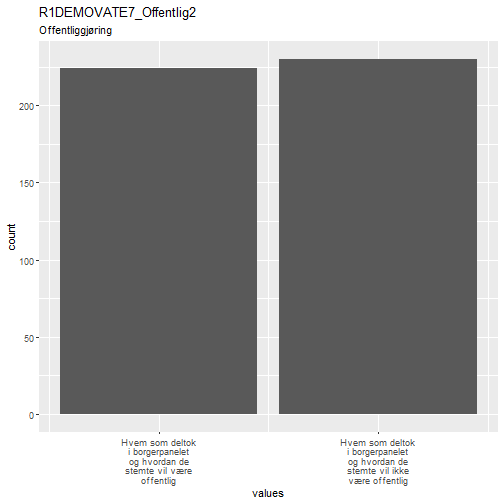 R1DEMOVATE7_Offentlig2
Offentliggjøring
200
150
100
50
0
count
Hvem som deltok
i borgerpanelet
og hvordan de
stemte vil være
offentlig
Hvem som deltok
i borgerpanelet
og hvordan de
stemte vil ikke
være offentlig
values